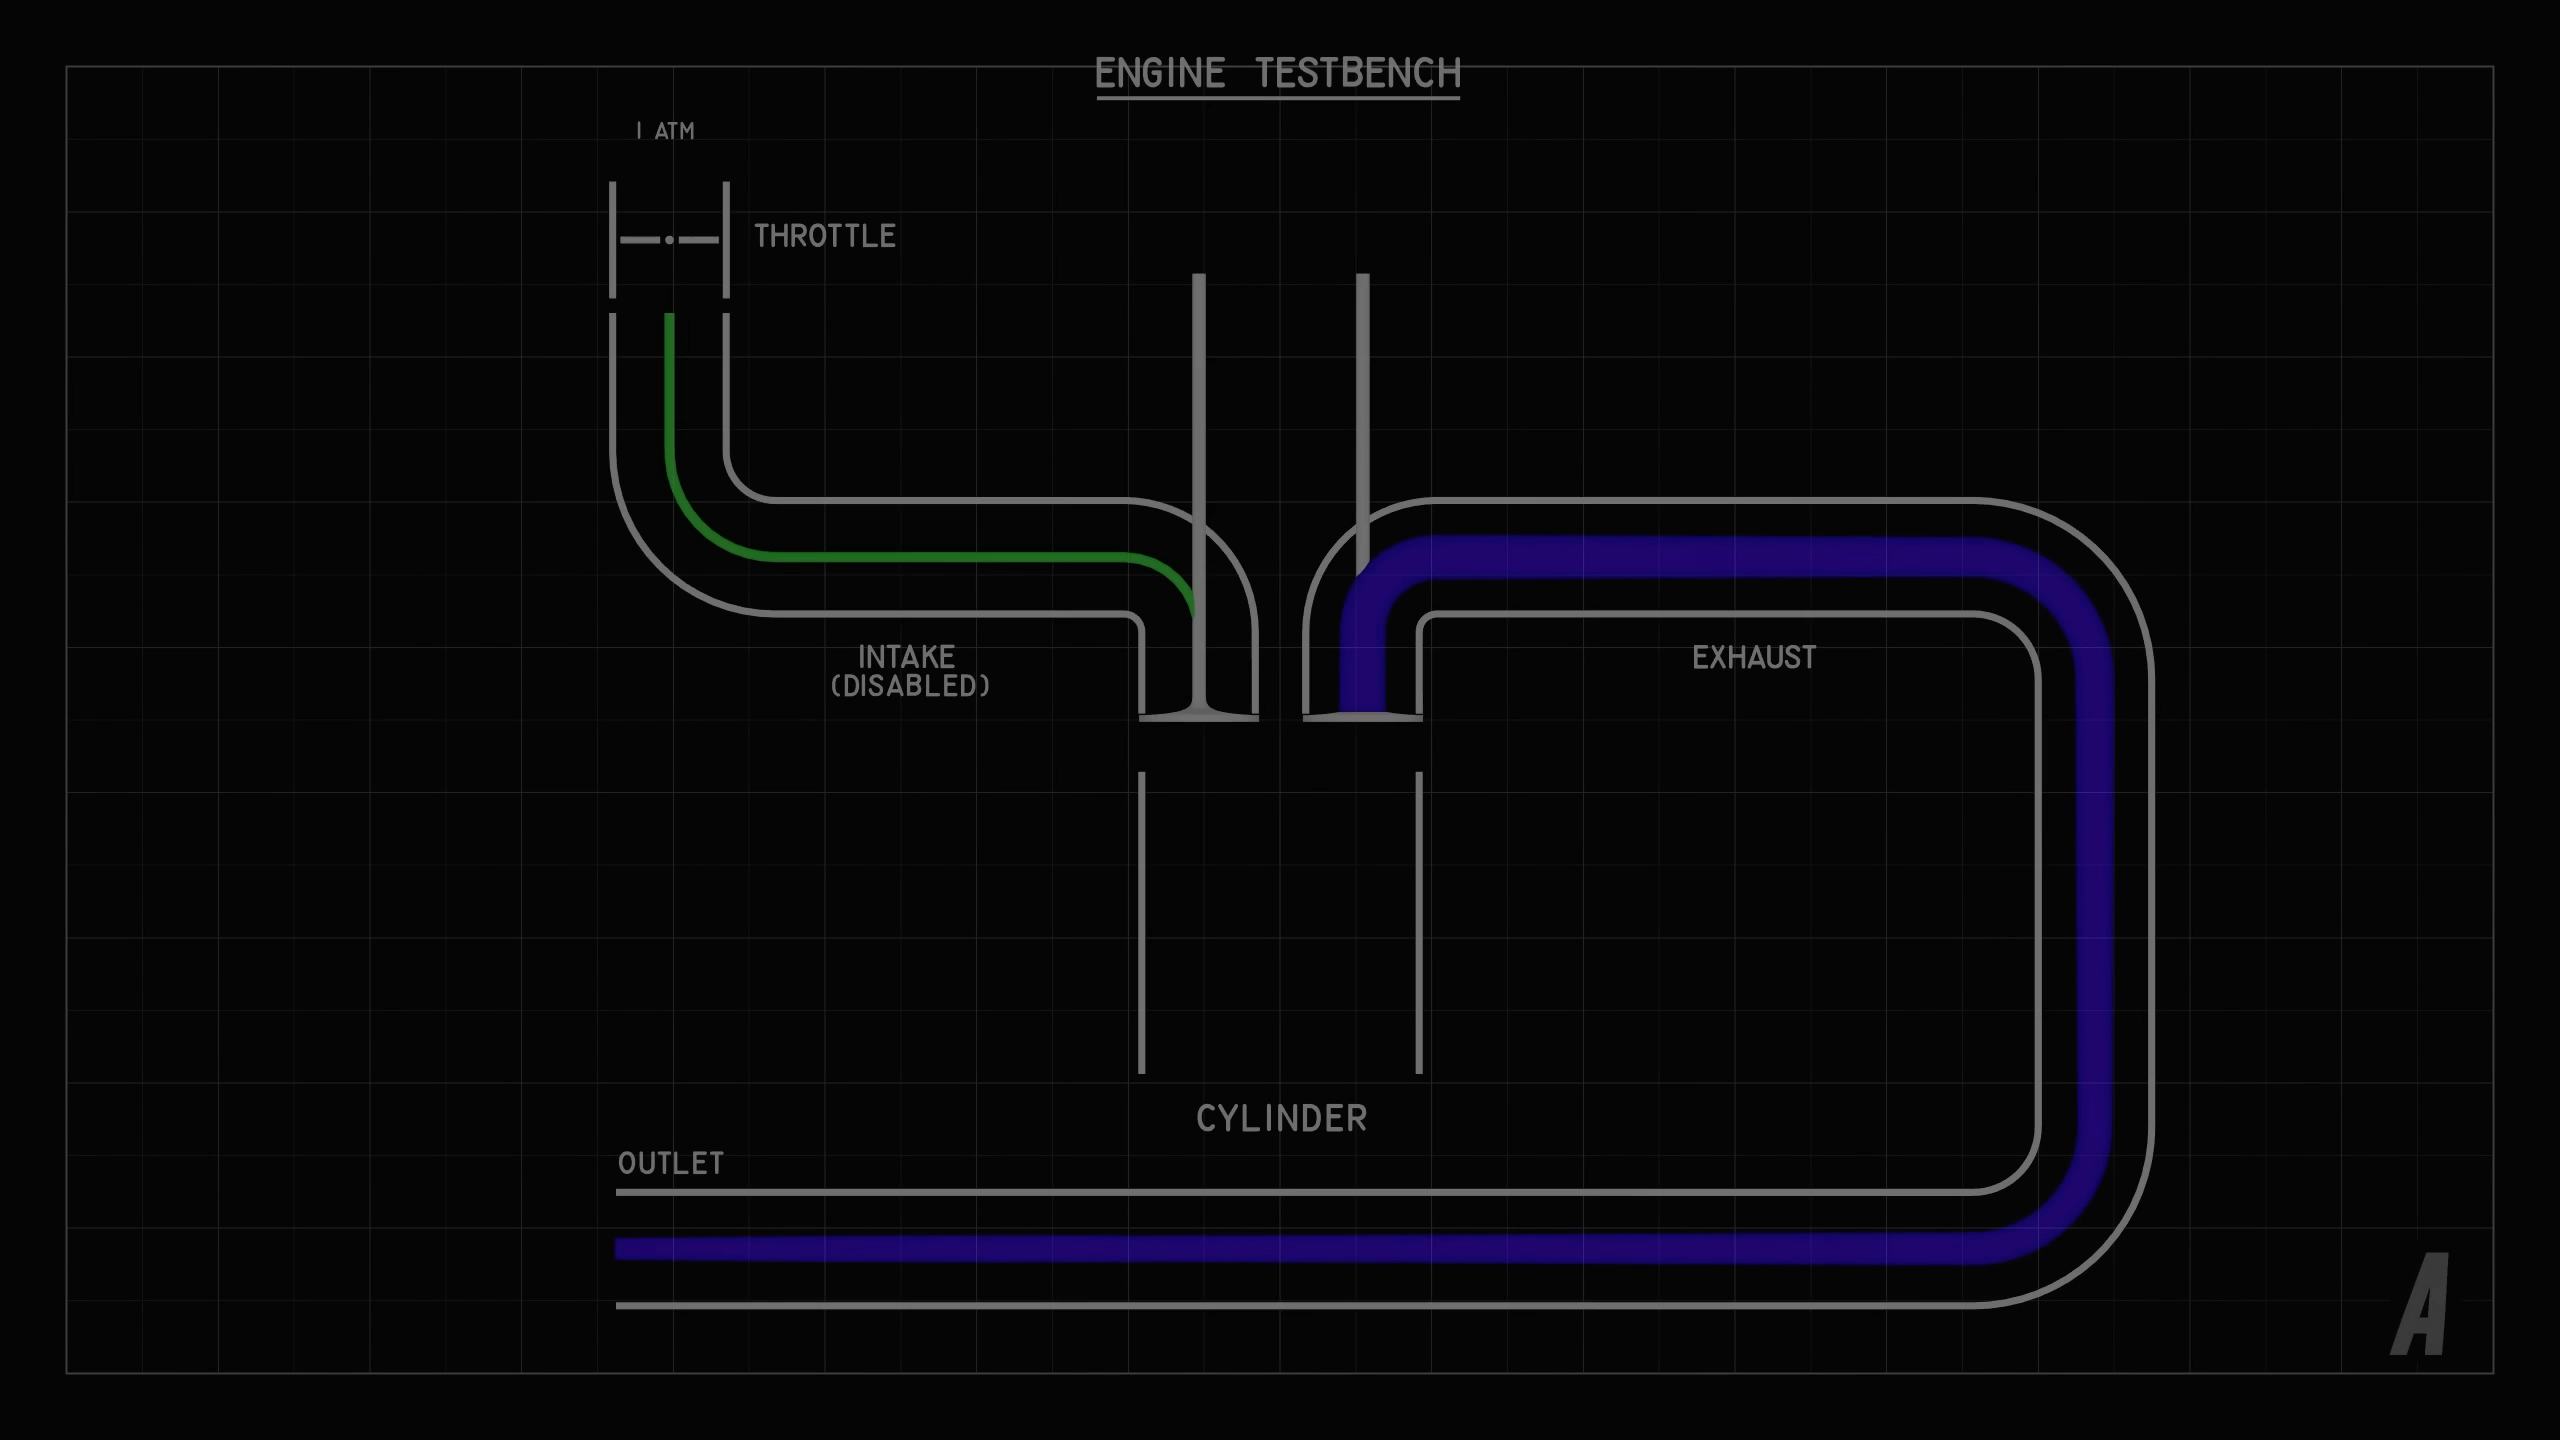 ENGINE TESTBENCH
1 ATM
THROTTLE
INTAKE
(DISABLED)
EXHAUST
CYLINDER
OUTLET
A